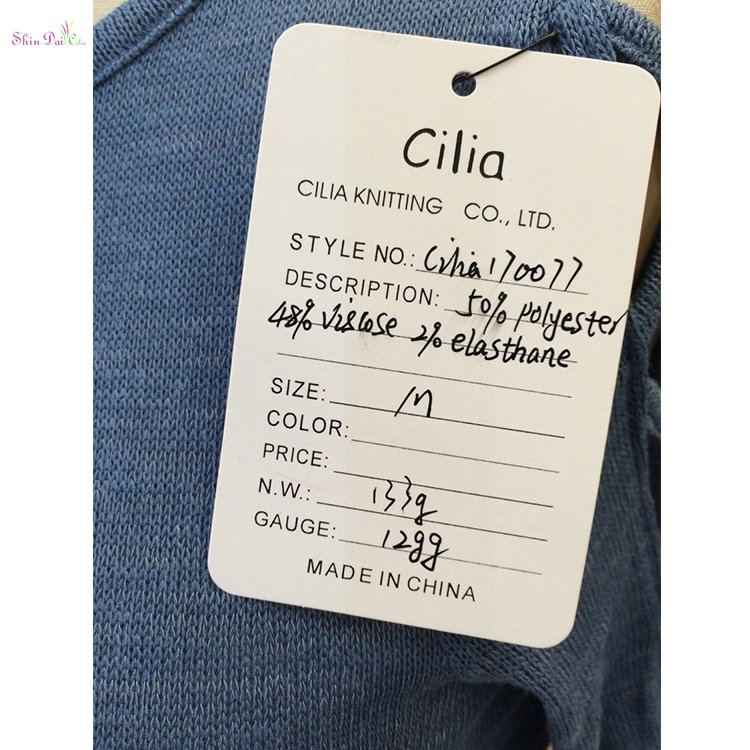 Shin Dai Cilia
Cilia
CILIA KNITTING CO., LTD.
STYLE NO.: Cilia170077
DESCRIPTION: 50% polyester
48% viscose 2% elasthane
SIZE: M
COLOR:
PRICE:
N.W.: 133g
GAUGE: 12gg
MADE IN CHINA